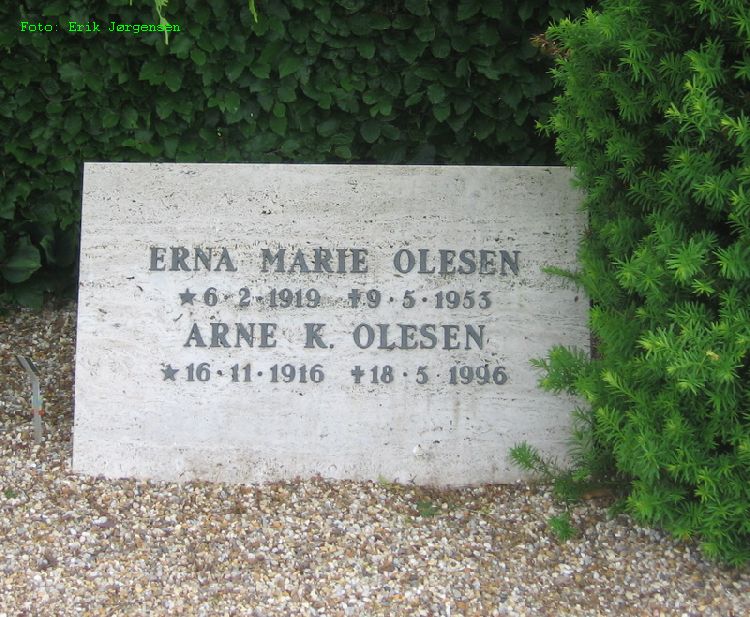 Foto: Erik Jørgensen
ERNA MARIE OLESEN
★6·2·1919 ✝9·5·1953
ARNE K. OLESEN
★16·11·1916 ✝18·5 1996